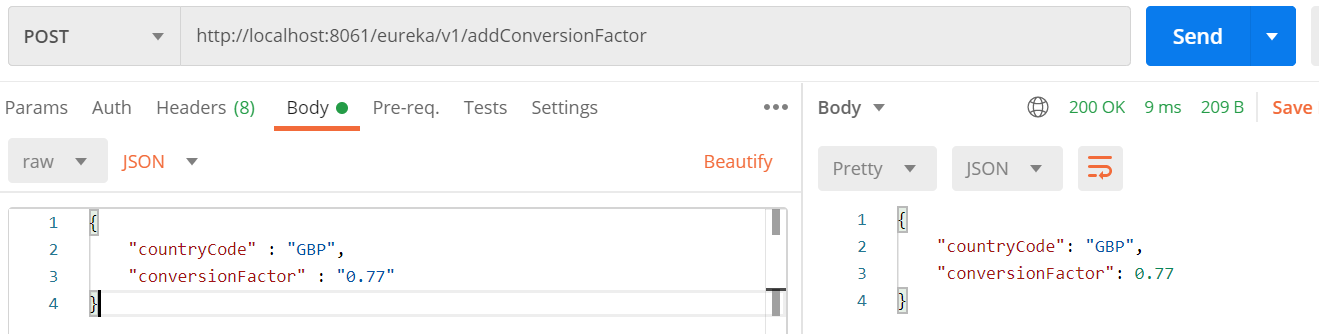 POST http://localhost:8061/eureka/v1/addConversionFactor Send
Params Auth Headers (8) Body Pre-req. Tests Settings ••• Body 200 OK 9 ms 209 B Save
raw JSON Beautify
Pretty JSON
1 {
2 "countryCode" : "GBP",
3 "conversionFactor" : "0.77"
4 }
1 {
2 "countryCode": "GBP",
3 "conversionFactor": 0.77
4 }